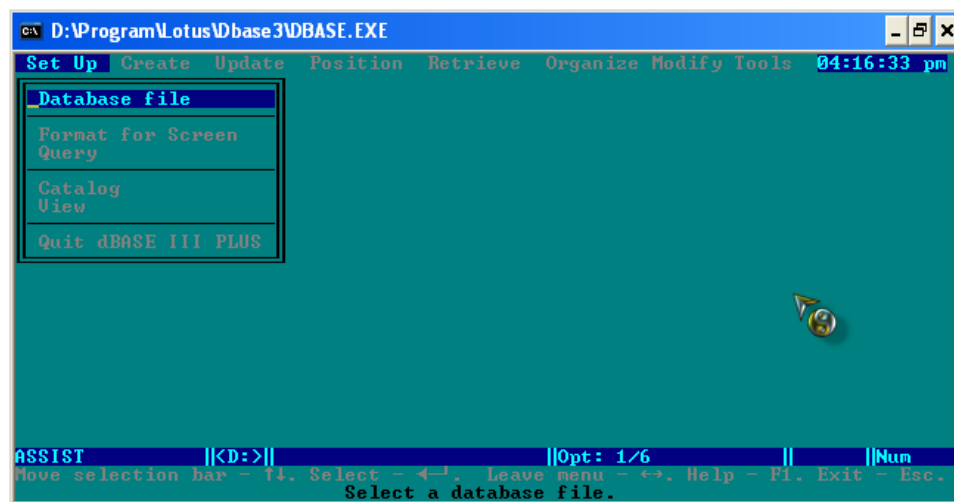 D:\Program\Lotus\Dbase3\DBASE.EXE
Set Up Create Update Position Retrieve Organize Modify Tools 04:16:33 pm
Database file
Format for Screen
Query
Catalog
View
Quit dBASE III PLUS
ASSIST ||<D:>|| ||Opt: 1/6 || ||Num
Move selection bar - ↑↓. Select - ←┘. Leave menu - ↔. Help - F1. Exit - Esc.
Select a database file.